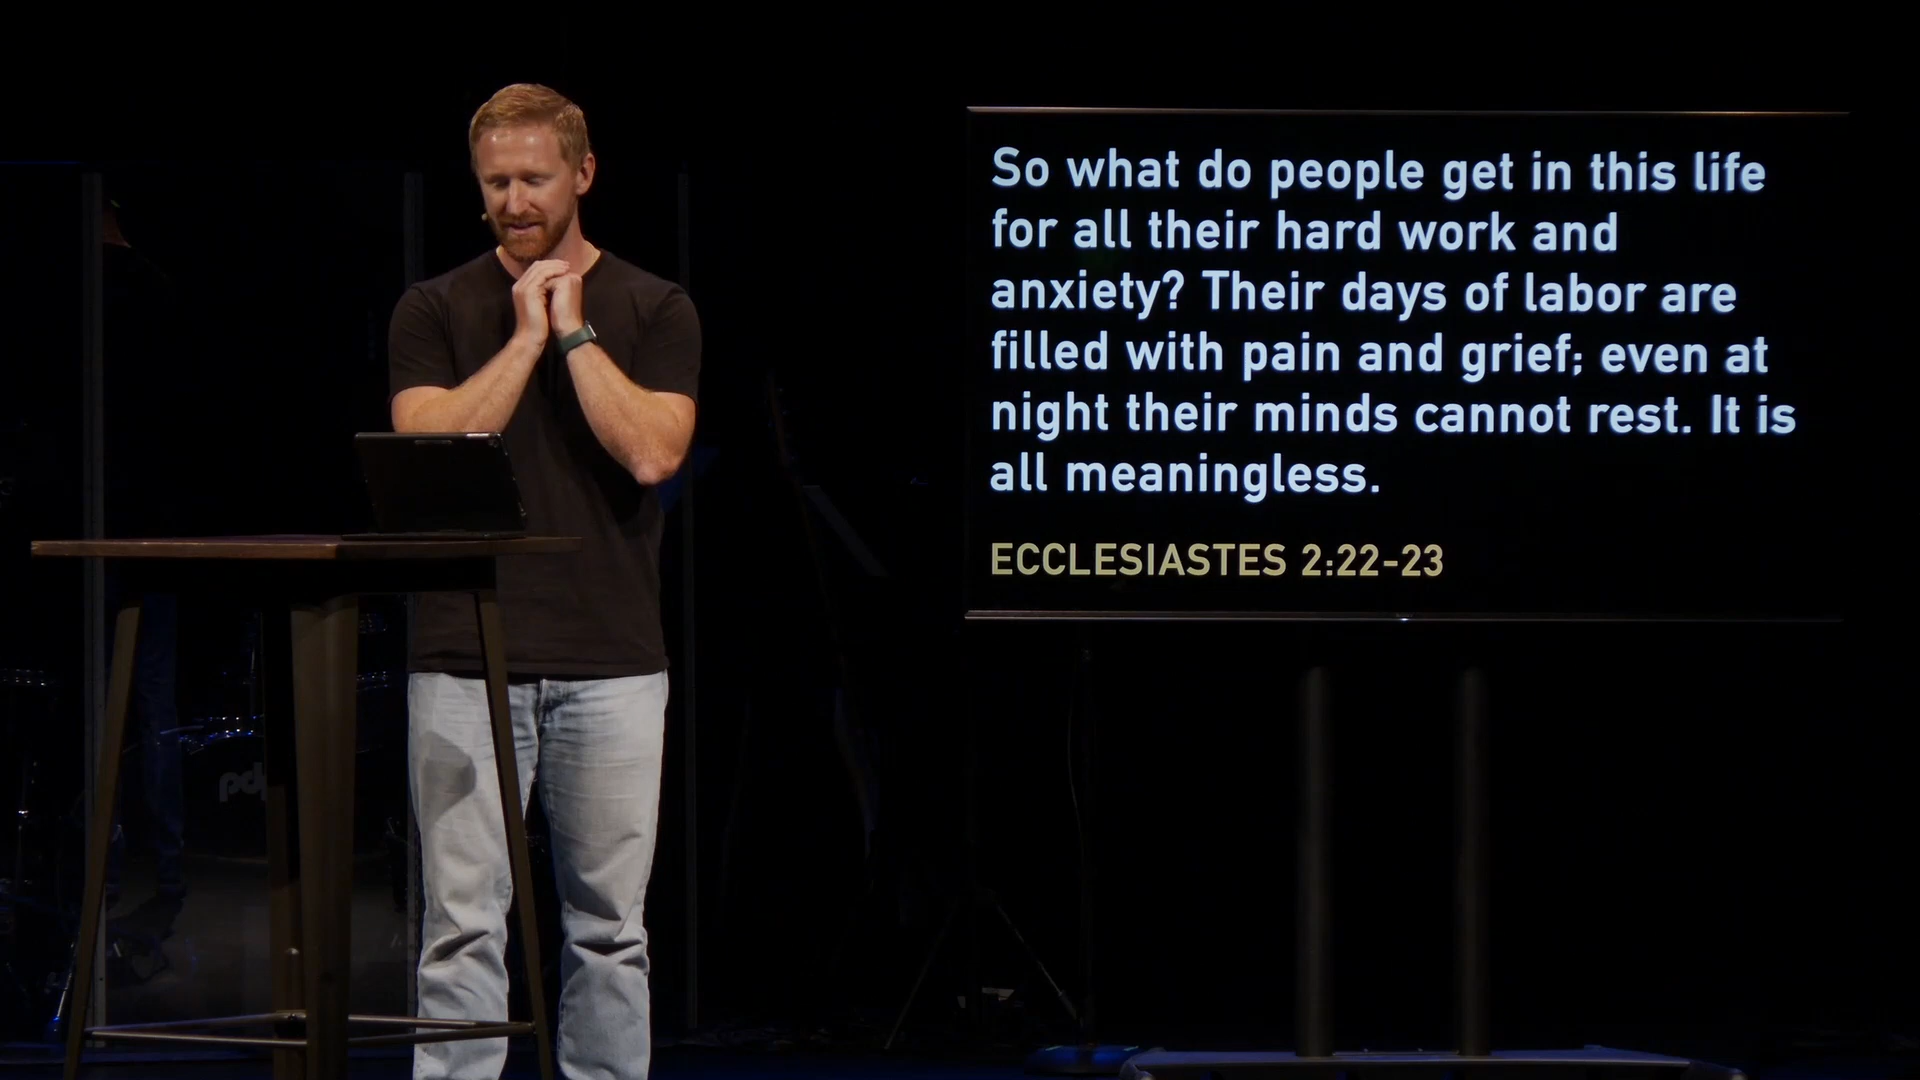 So what do people get in this life
for all their hard work and
anxiety? Their days of labor are
filled with pain and grief; even at
night their minds cannot rest. It is
all meaningless.
ECCLESIASTES 2:22-23